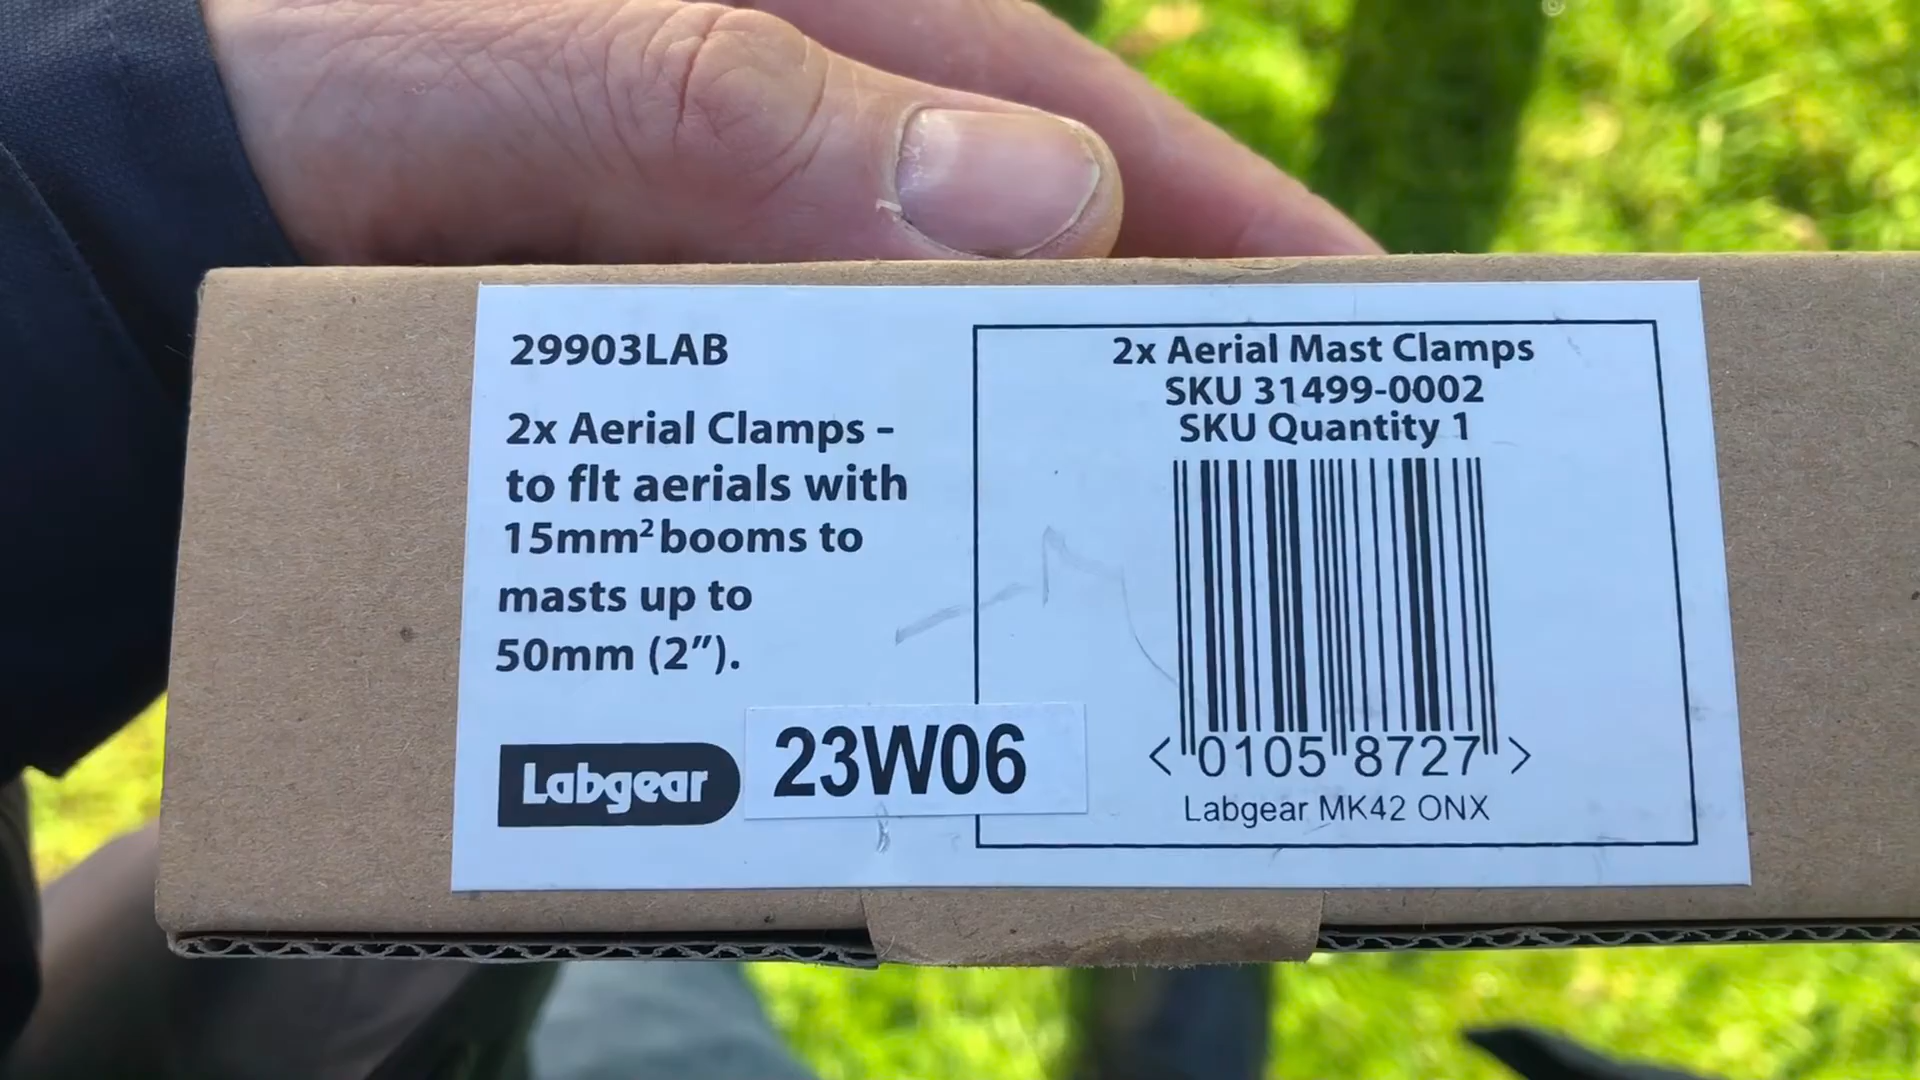 29903LAB
2x Aerial Clamps -
to flt aerials with
15mm² booms to
masts up to
50mm (2”).
Labgear
23W06
2x Aerial Mast Clamps
SKU 31499-0002
SKU Quantity 1
<0105 8727>
Labgear MK42 ONX